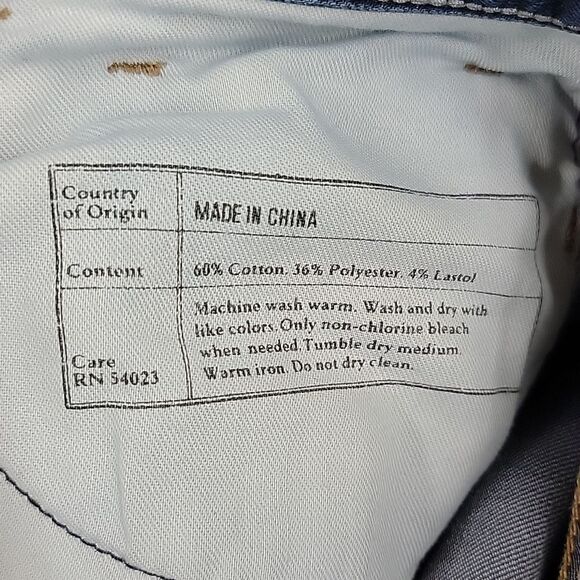 Country
of Origin
MADE IN CHINA
Content
60% Cotton. 36% Polyester. 4% Lastol
Care
RN 54023
Machine wash warm. Wash and dry with
like colors. Only non-chlorine bleach
when needed. Tumble dry medium.
Warm iron. Do not dry clean.